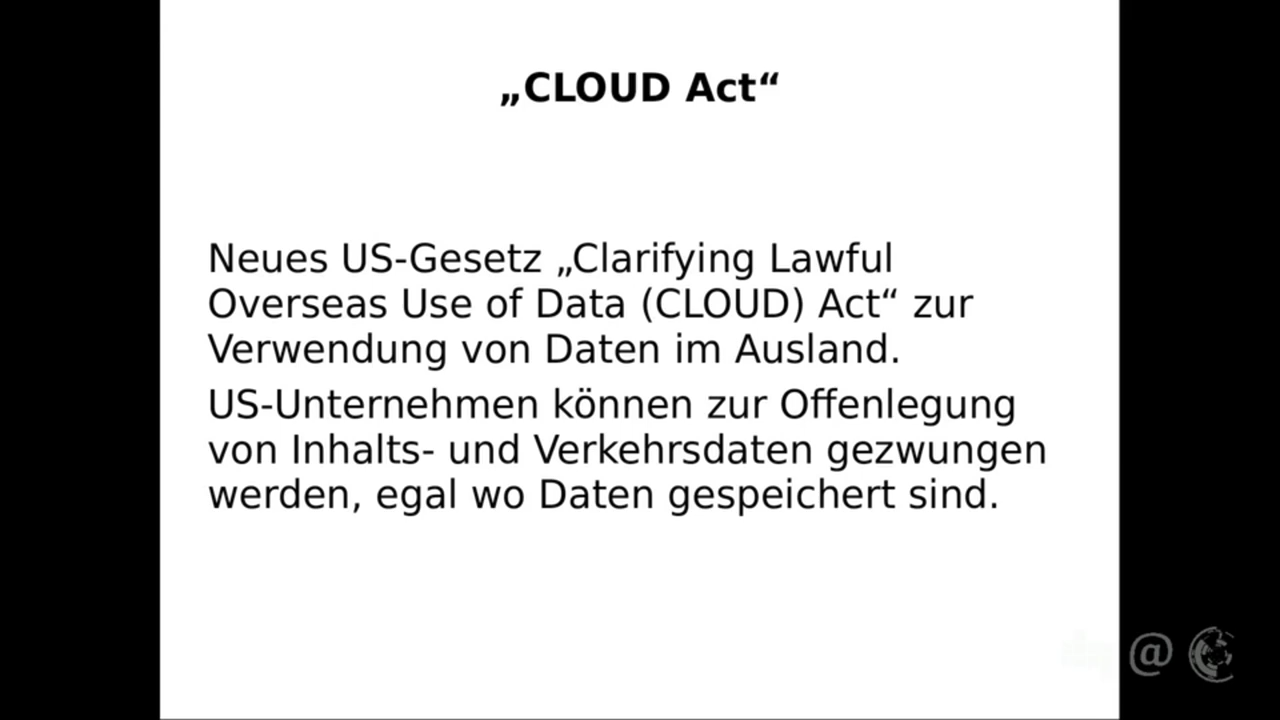 „CLOUD Act“
Neues US-Gesetz „Clarifying Lawful
Overseas Use of Data (CLOUD) Act“ zur
Verwendung von Daten im Ausland.
US-Unternehmen können zur Offenlegung
von Inhalts- und Verkehrsdaten gezwungen
werden, egal wo Daten gespeichert sind.
@